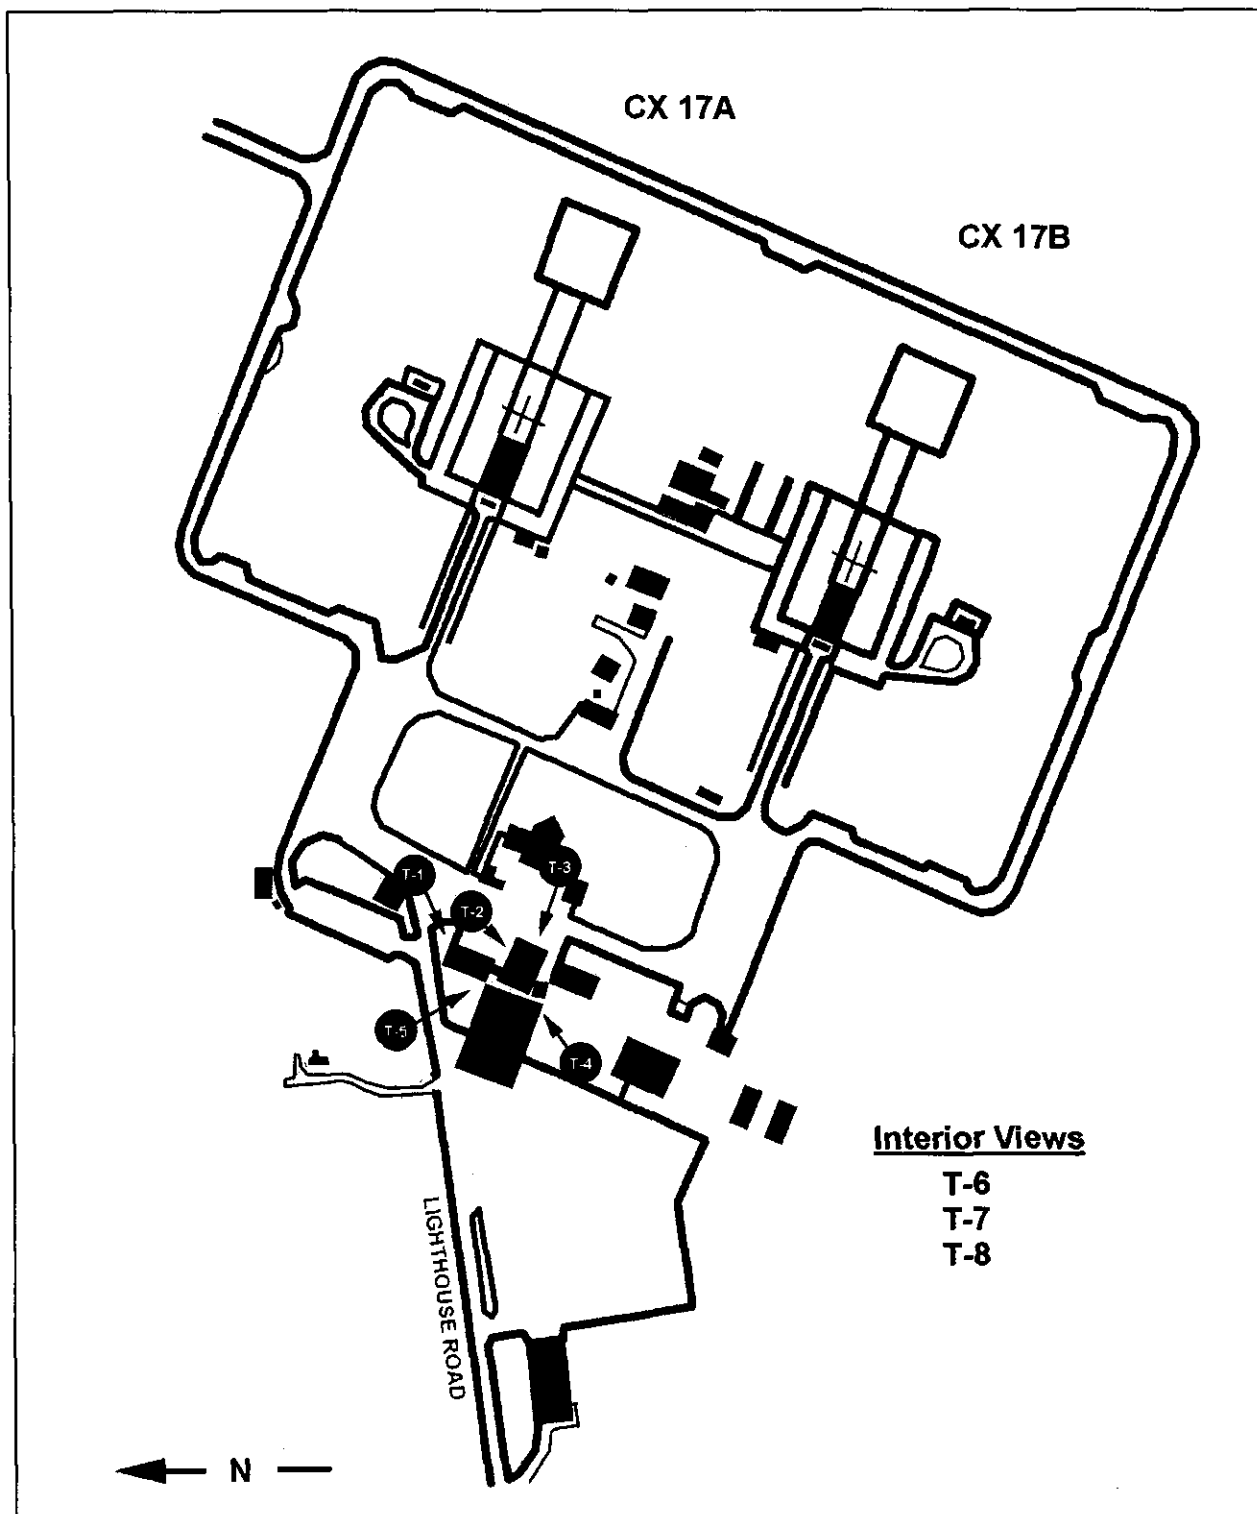 CX 17A
CX 17B
T-1
T-3
T-2
T-5
T-4
Interior Views
T-6
T-7
T-8
LIGHTHOUSE ROAD
N